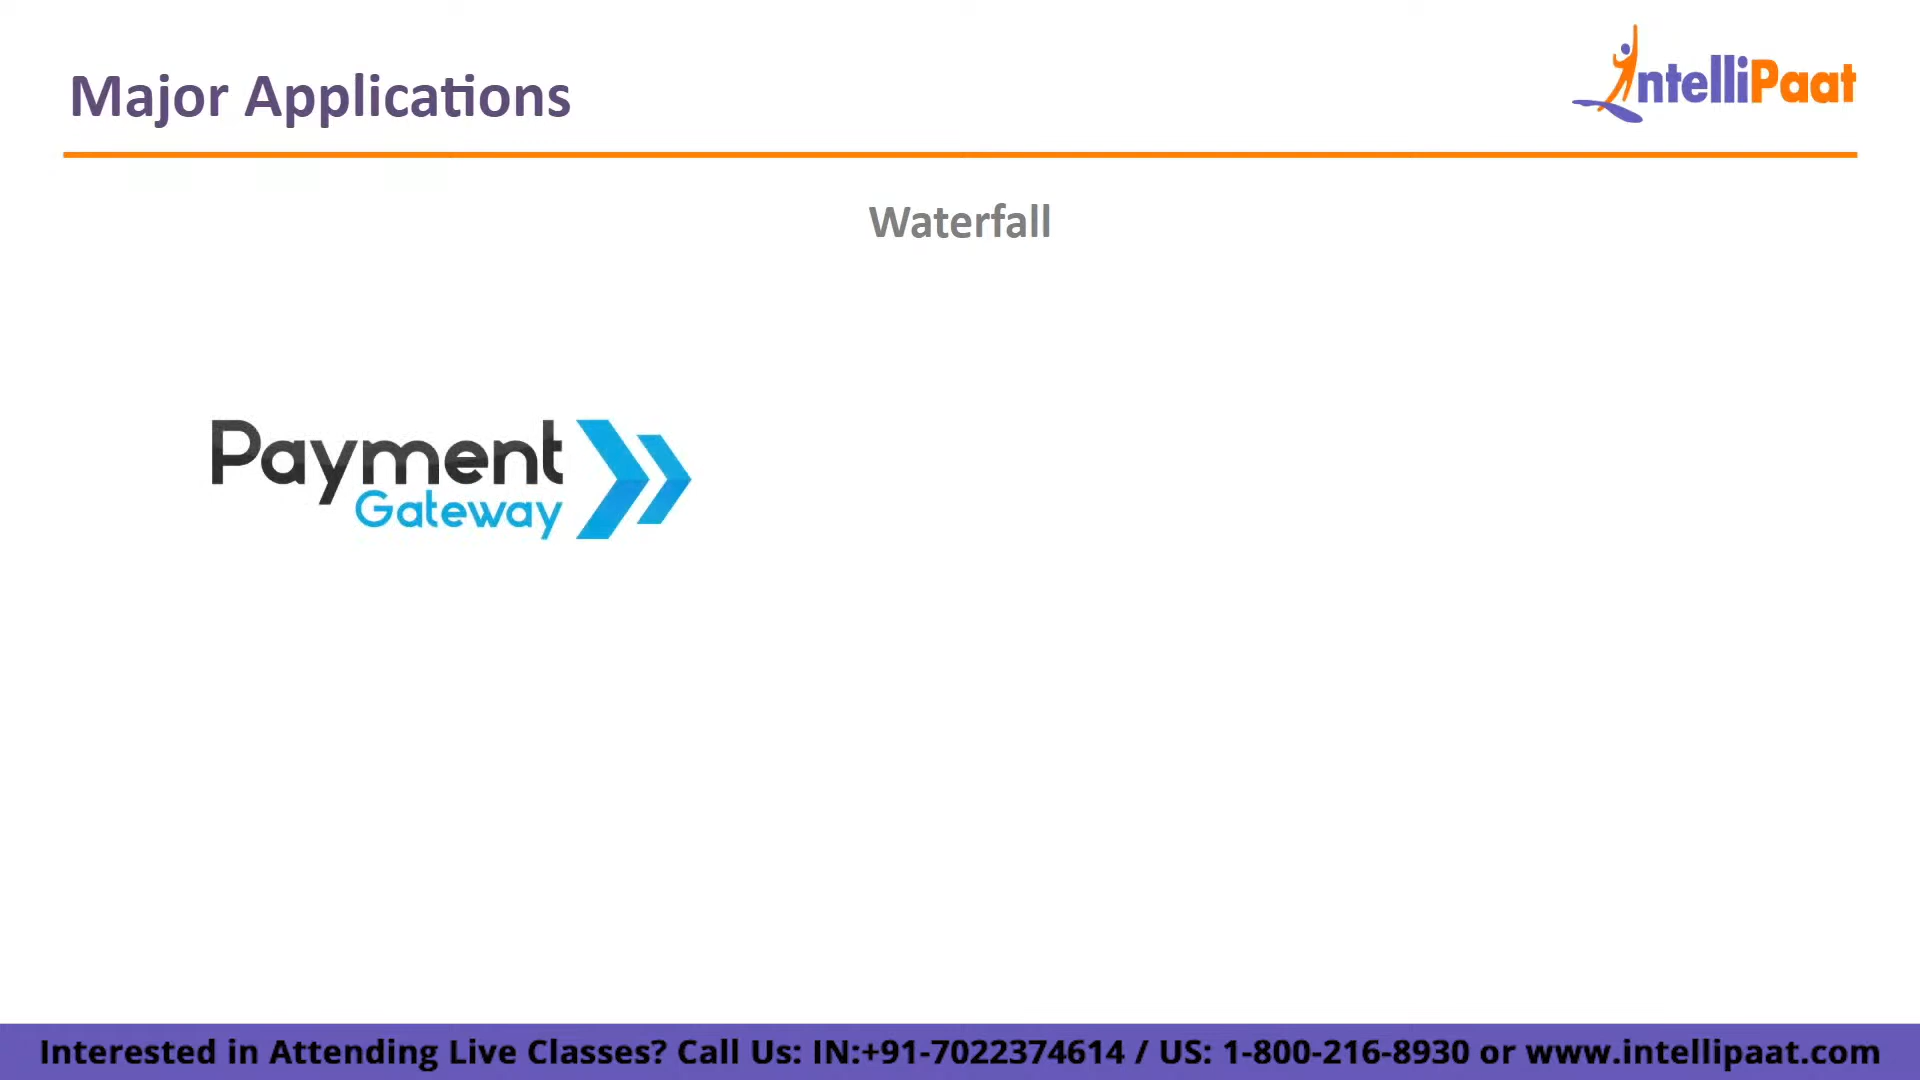 Major Applications
IntelliPaat
Waterfall
Payment
Gateway
Interested in Attending Live Classes? Call Us: IN:+91-7022374614 / US: 1-800-216-8930 or www.intellipaat.com